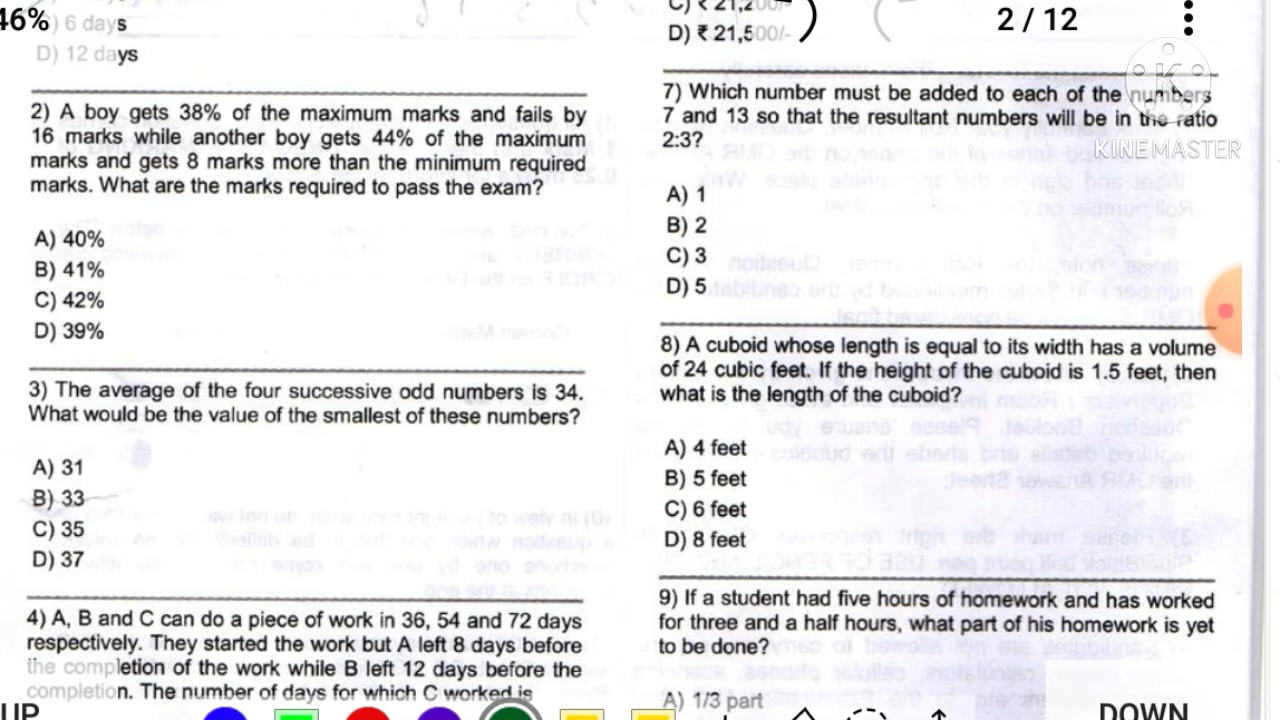 46%
2 / 12
6 days
D) 12 days
2) A boy gets 38% of the maximum marks and fails by
16 marks while another boy gets 44% of the maximum
marks and gets 8 marks more than the minimum
marks. What are the marks required to pass the exam?
A) 40%
B) 41%
C) 42%
D) 39%
3) The average of the four successive odd numbers is 34.
What would be the value of the smallest of these numbers?
A) 31
B) 33
C) 35
D) 37
4) A, B and C can do a piece of work in 36, 54 and 72 days
respectively. They started the work but A left 8 days before
the completion of the work while B left 12 days before the
completion. The number of days for which C worked is
C) ₹ 21,200/-
D) ₹ 21,500/-
7) Which number must be added to each of the numbers
7 and 13 so that the resultant numbers will be in the ratio
2:3?
A) 1
B) 2
C) 3
D) 5
8) A cuboid whose length is equal to its width has a volume
of 24 cubic feet. If the height of the cuboid is 1.5 feet, then
what is the length of the cuboid?
A) 4 feet
B) 5 feet
C) 6 feet
D) 8 feet
9) If a student had five hours of homework and has worked
for three and a half hours, what part of his homework is yet
to be done?
A) 1/3 part
K
KINEMASTER
UP
DOWN